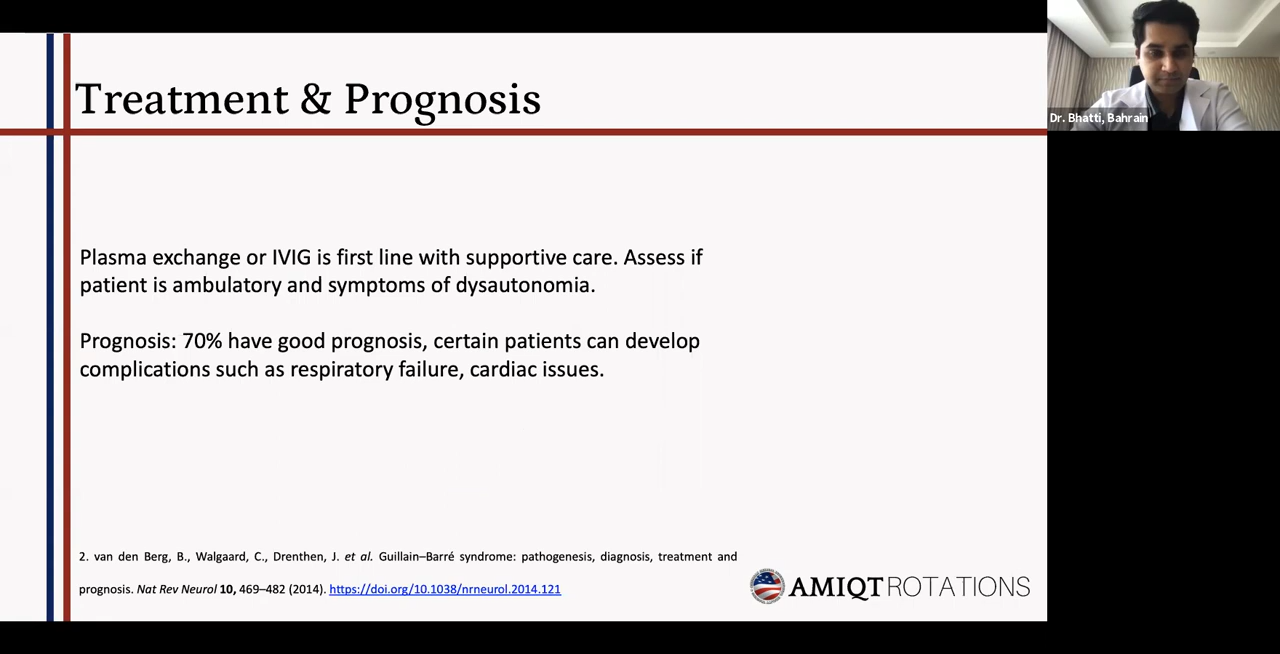 Treatment & Prognosis
Dr. Bhatti, Bahrain
Plasma exchange or IVIG is first line with supportive care. Assess if
patient is ambulatory and symptoms of dysautonomia.
Prognosis: 70% have good prognosis, certain patients can develop
complications such as respiratory failure, cardiac issues.
2. van den Berg, B., Walgaard, C., Drenthen, J. et al. Guillain–Barré syndrome: pathogenesis, diagnosis, treatment and
prognosis. Nat Rev Neurol 10, 469–482 (2014). https://doi.org/10.1038/nrneurol.2014.121
AMIQT ROTATIONS